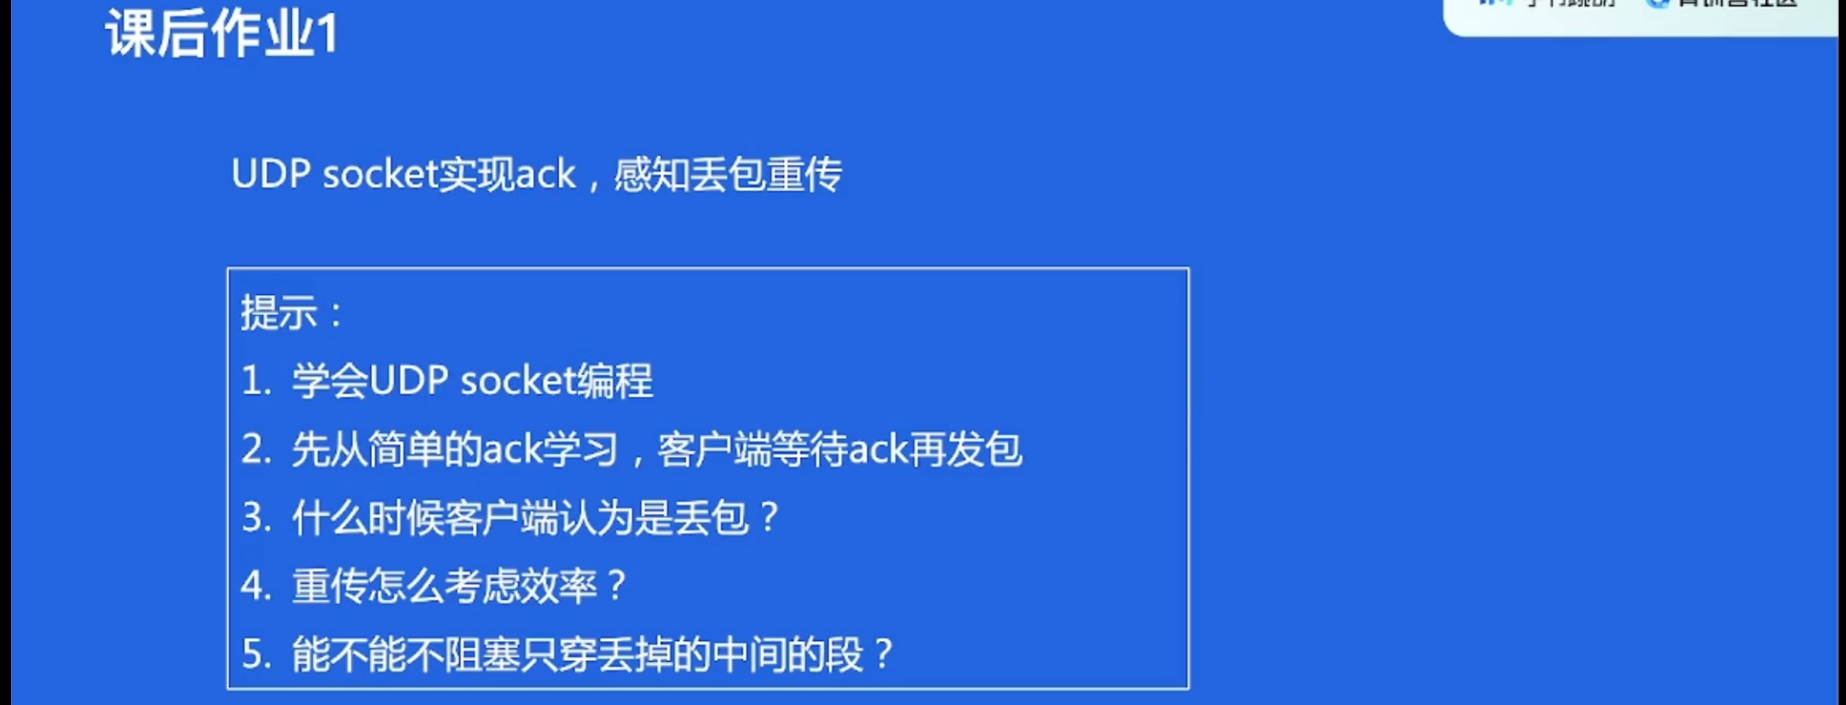 课后作业1
UDP socket实现ack，感知丢包重传
提示：
1. 学会UDP socket编程
2. 先从简单的ack学习，客户端等待ack再发包
3. 什么时候客户端认为是丢包？
4. 重传怎么考虑效率？
5. 能不能不阻塞只穿丢掉的中间的段？